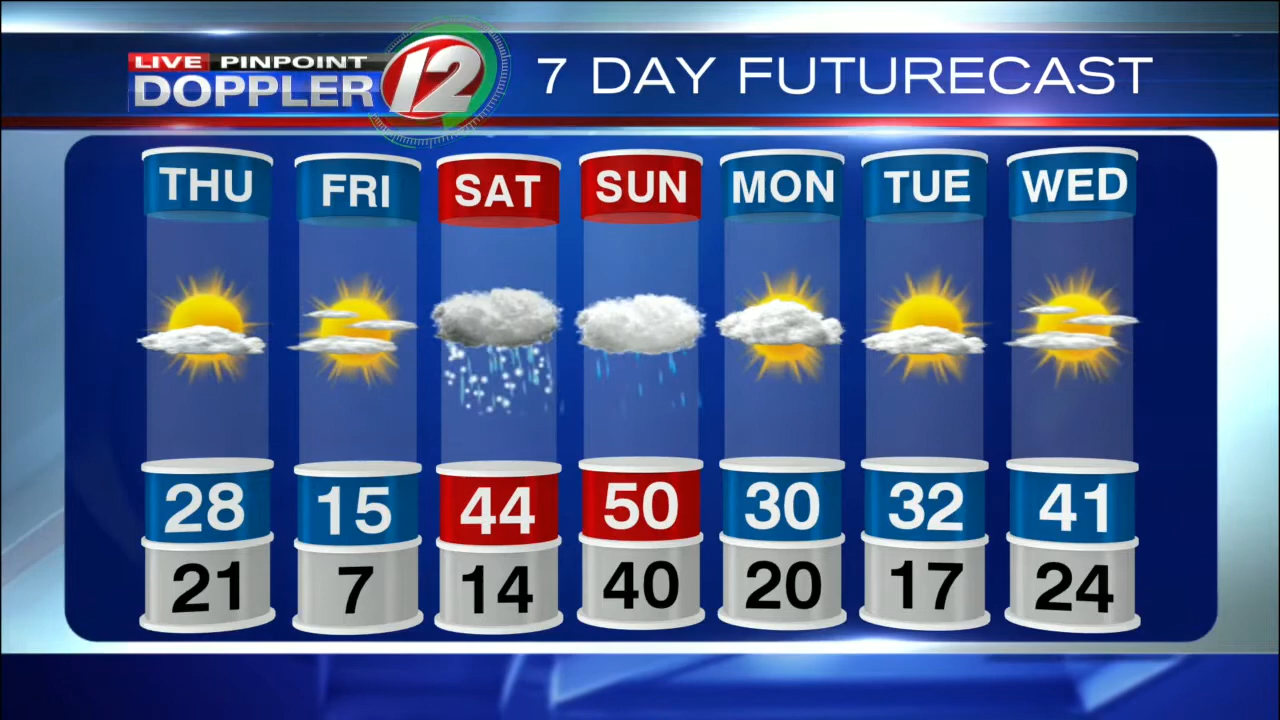 LIVE PINPOINT
DOPPLER 12
7 DAY FUTURECAST
THU FRI SAT SUN MON TUE WED
28 15 44 50 30 32 41
21 7 14 40 20 17 24